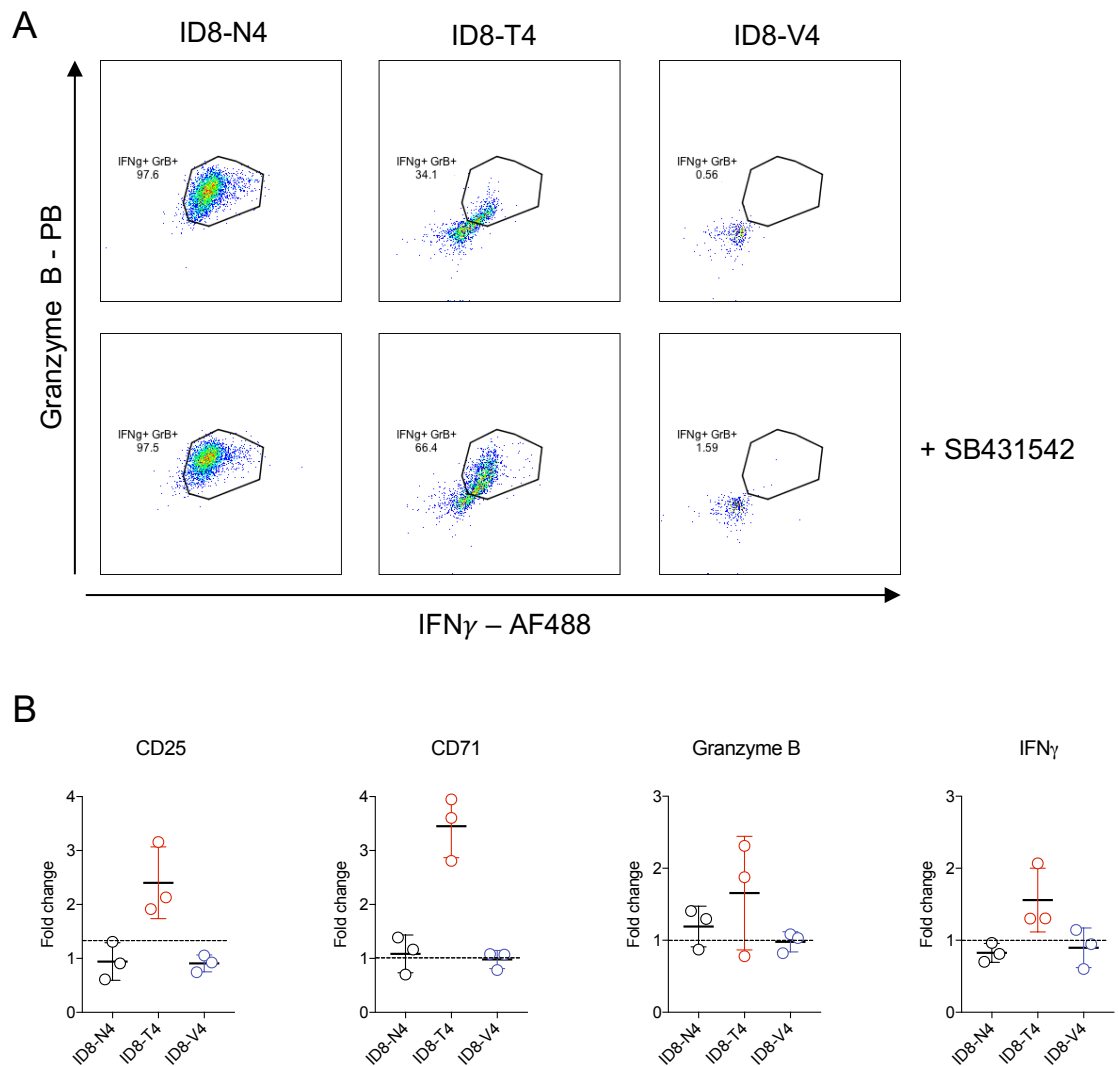 A
ID8-N4 ID8-T4 ID8-V4
Granzyme B - PB
IFNg+ GrB+ IFNg+ GrB+ IFNg+ GrB+
97.6 34.1 0.56
IFNg+ GrB+ IFNg+ GrB+ IFNg+ GrB+
97.5 66.4 1.59
+ SB431542
IFNγ – AF488
B
CD25
Fold change
4
3
2
1
0
ID8-N4 ID8-T4 ID8-V4
CD71
Fold change
4
3
2
1
0
ID8-N4 ID8-T4 ID8-V4
Granzyme B
Fold change
3
2
1
0
ID8-N4 ID8-T4 ID8-V4
IFNγ
Fold change
3
2
1
0
ID8-N4 ID8-T4 ID8-V4